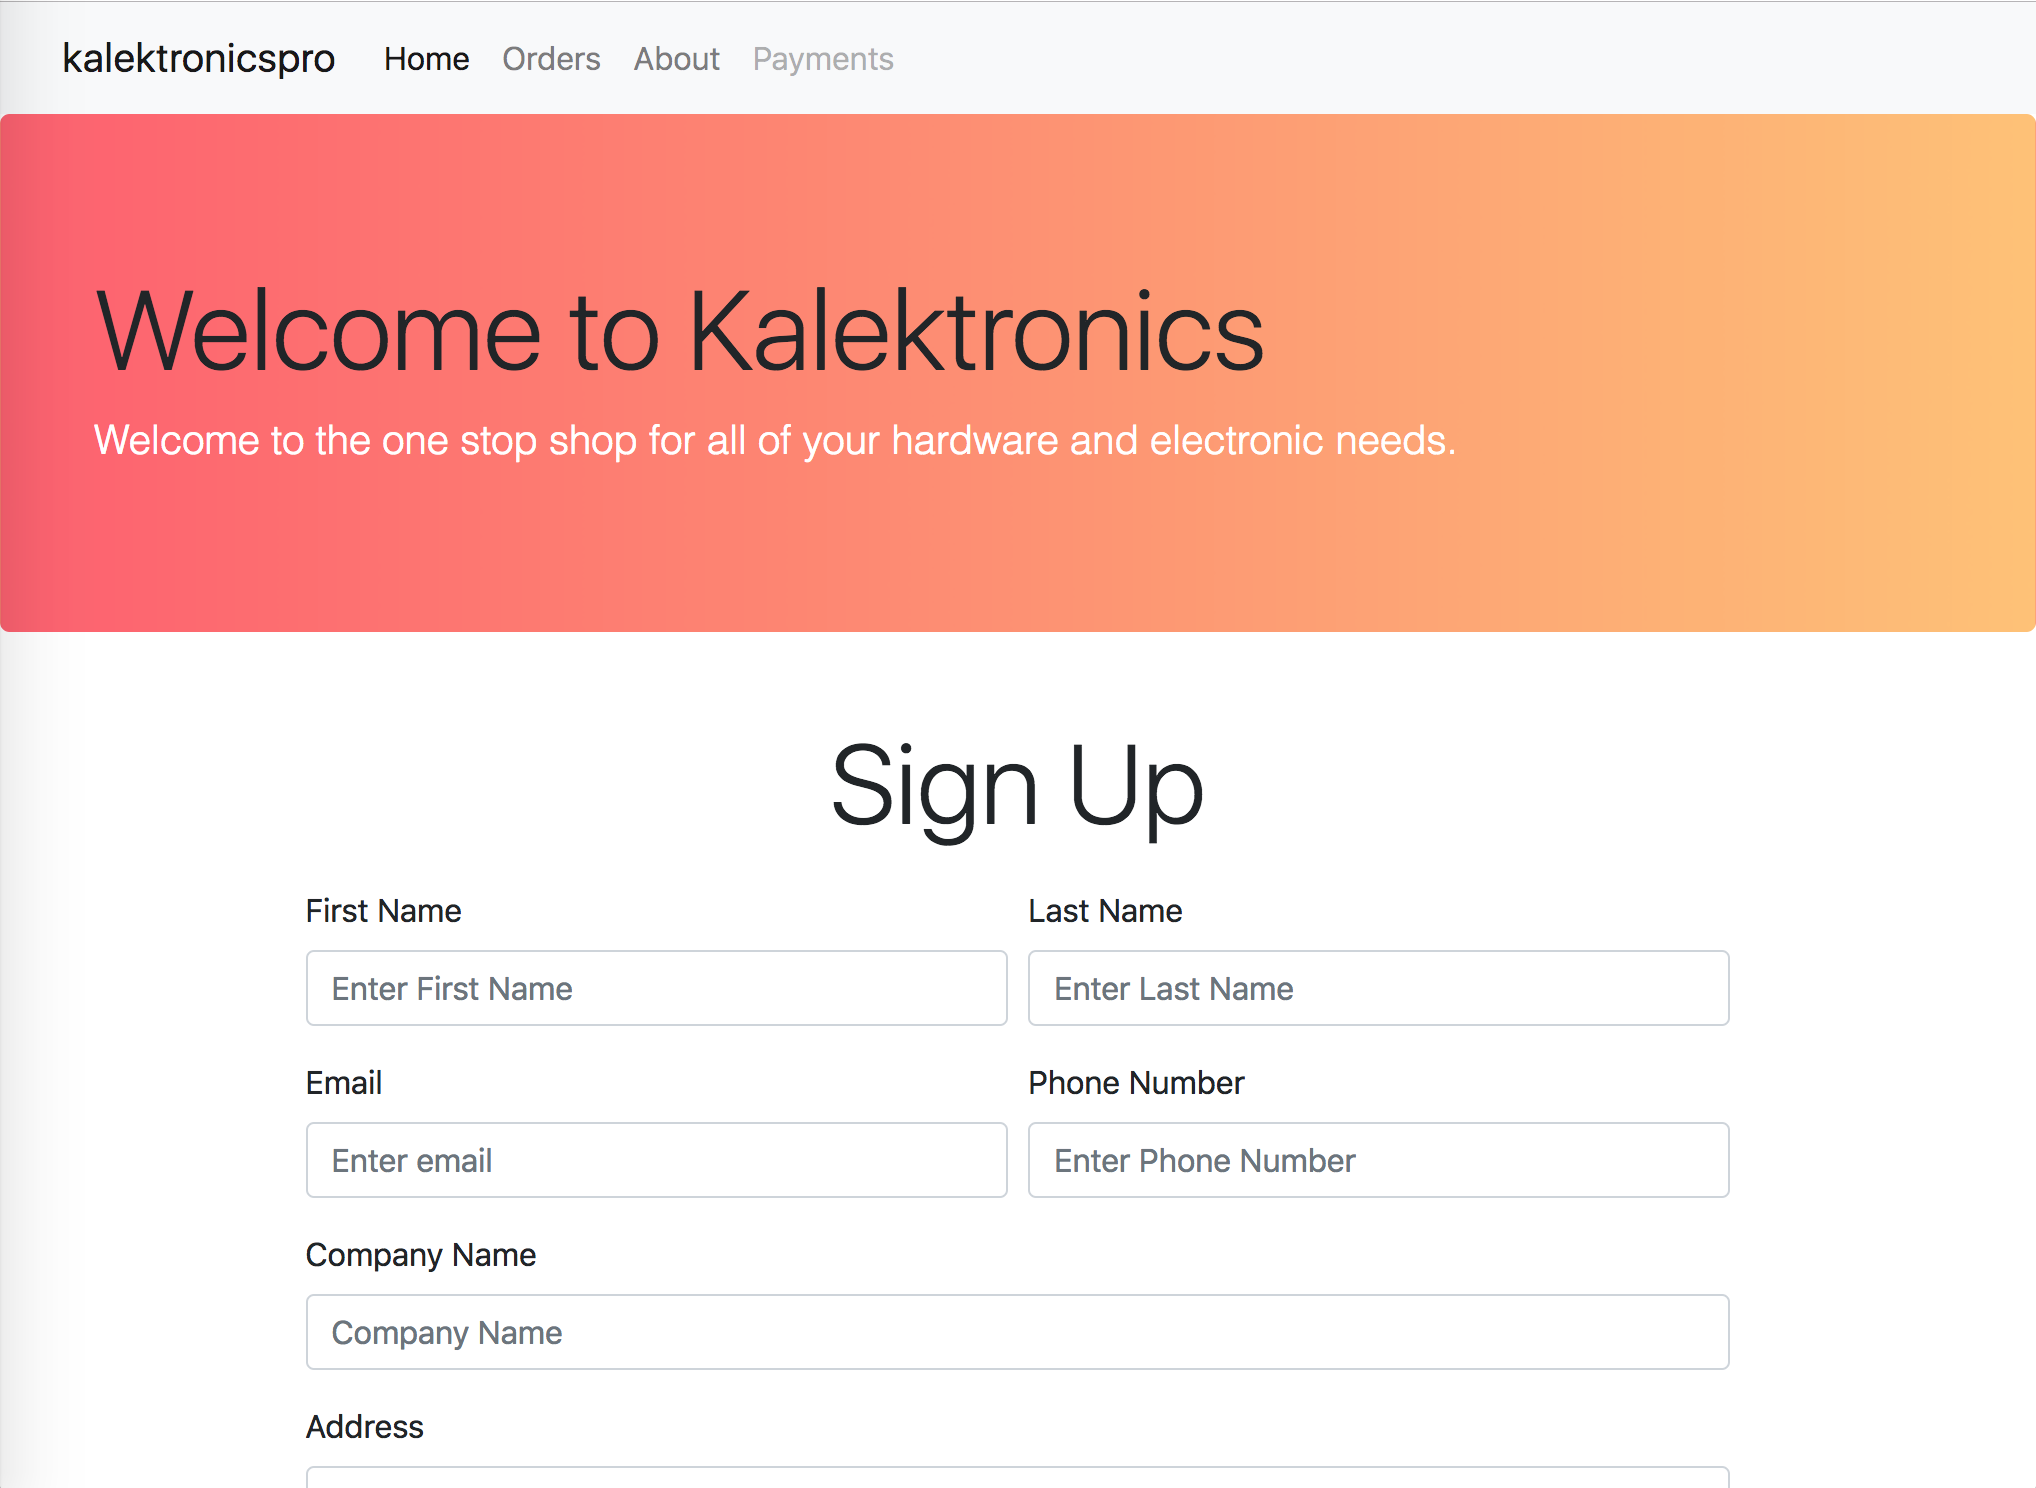 kalektronicspro Home Orders About Payments
Welcome to Kalektronics
Welcome to the one stop shop for all of your hardware and electronic needs.
Sign Up
First Name Last Name
Enter First Name Enter Last Name
Email Phone Number
Enter email Enter Phone Number
Company Name
Company Name
Address